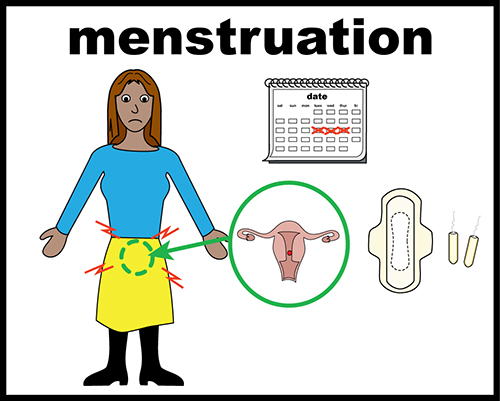 menstruation
date
sat sun mon tues wed thur fri